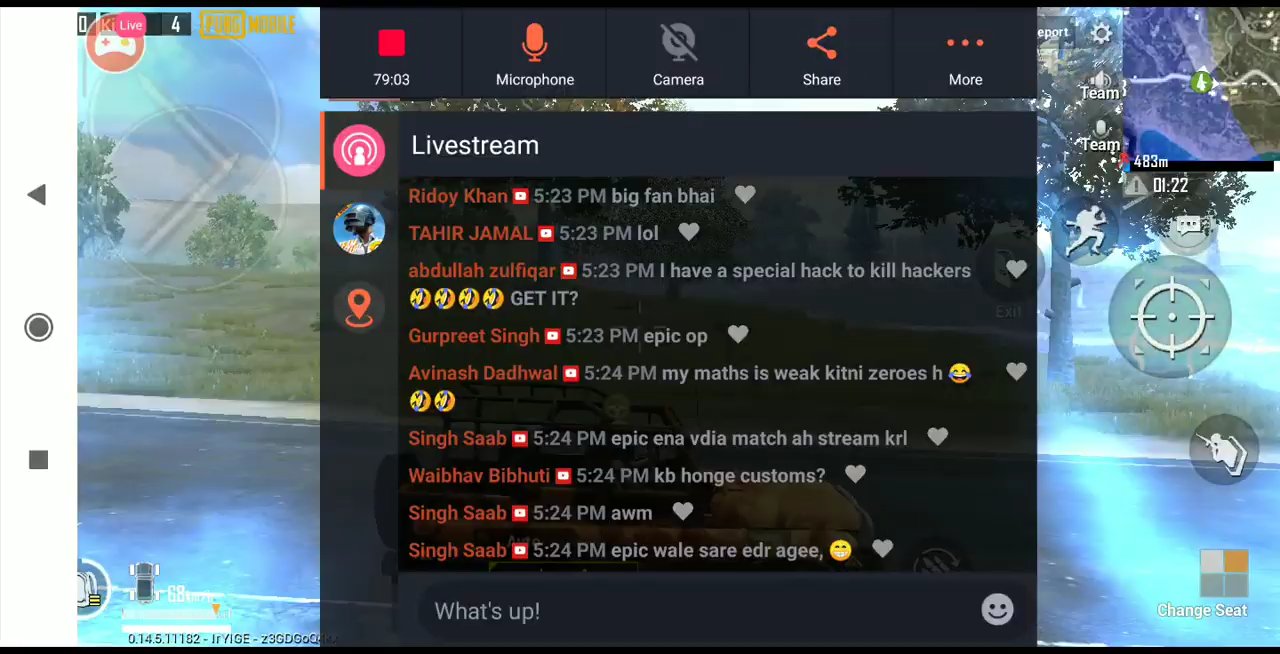 Live
4
PUBG MOBILE
79:03
Microphone
Camera
Share
More
eport
Team
Team
483m
01:22
Livestream
Ridoy Khan 5:23 PM big fan bhai
TAHIR JAMAL 5:23 PM lol
abdullah zulfiqar 5:23 PM I have a special hack to kill hackers
🤣🤣🤣🤣 GET IT?
Exit
Gurpreet Singh 5:23 PM epic op
Avinash Dadhwal 5:24 PM my maths is weak kitni zeroes h 😂
🤣🤣
Singh Saab 5:24 PM epic ena vdia match ah stream krl
Waibhav Bibhuti 5:24 PM kb honge customs?
Singh Saab 5:24 PM awm
Singh Saab 5:24 PM epic wale sare edr agee, 😁
What's up!
Change Seat
68